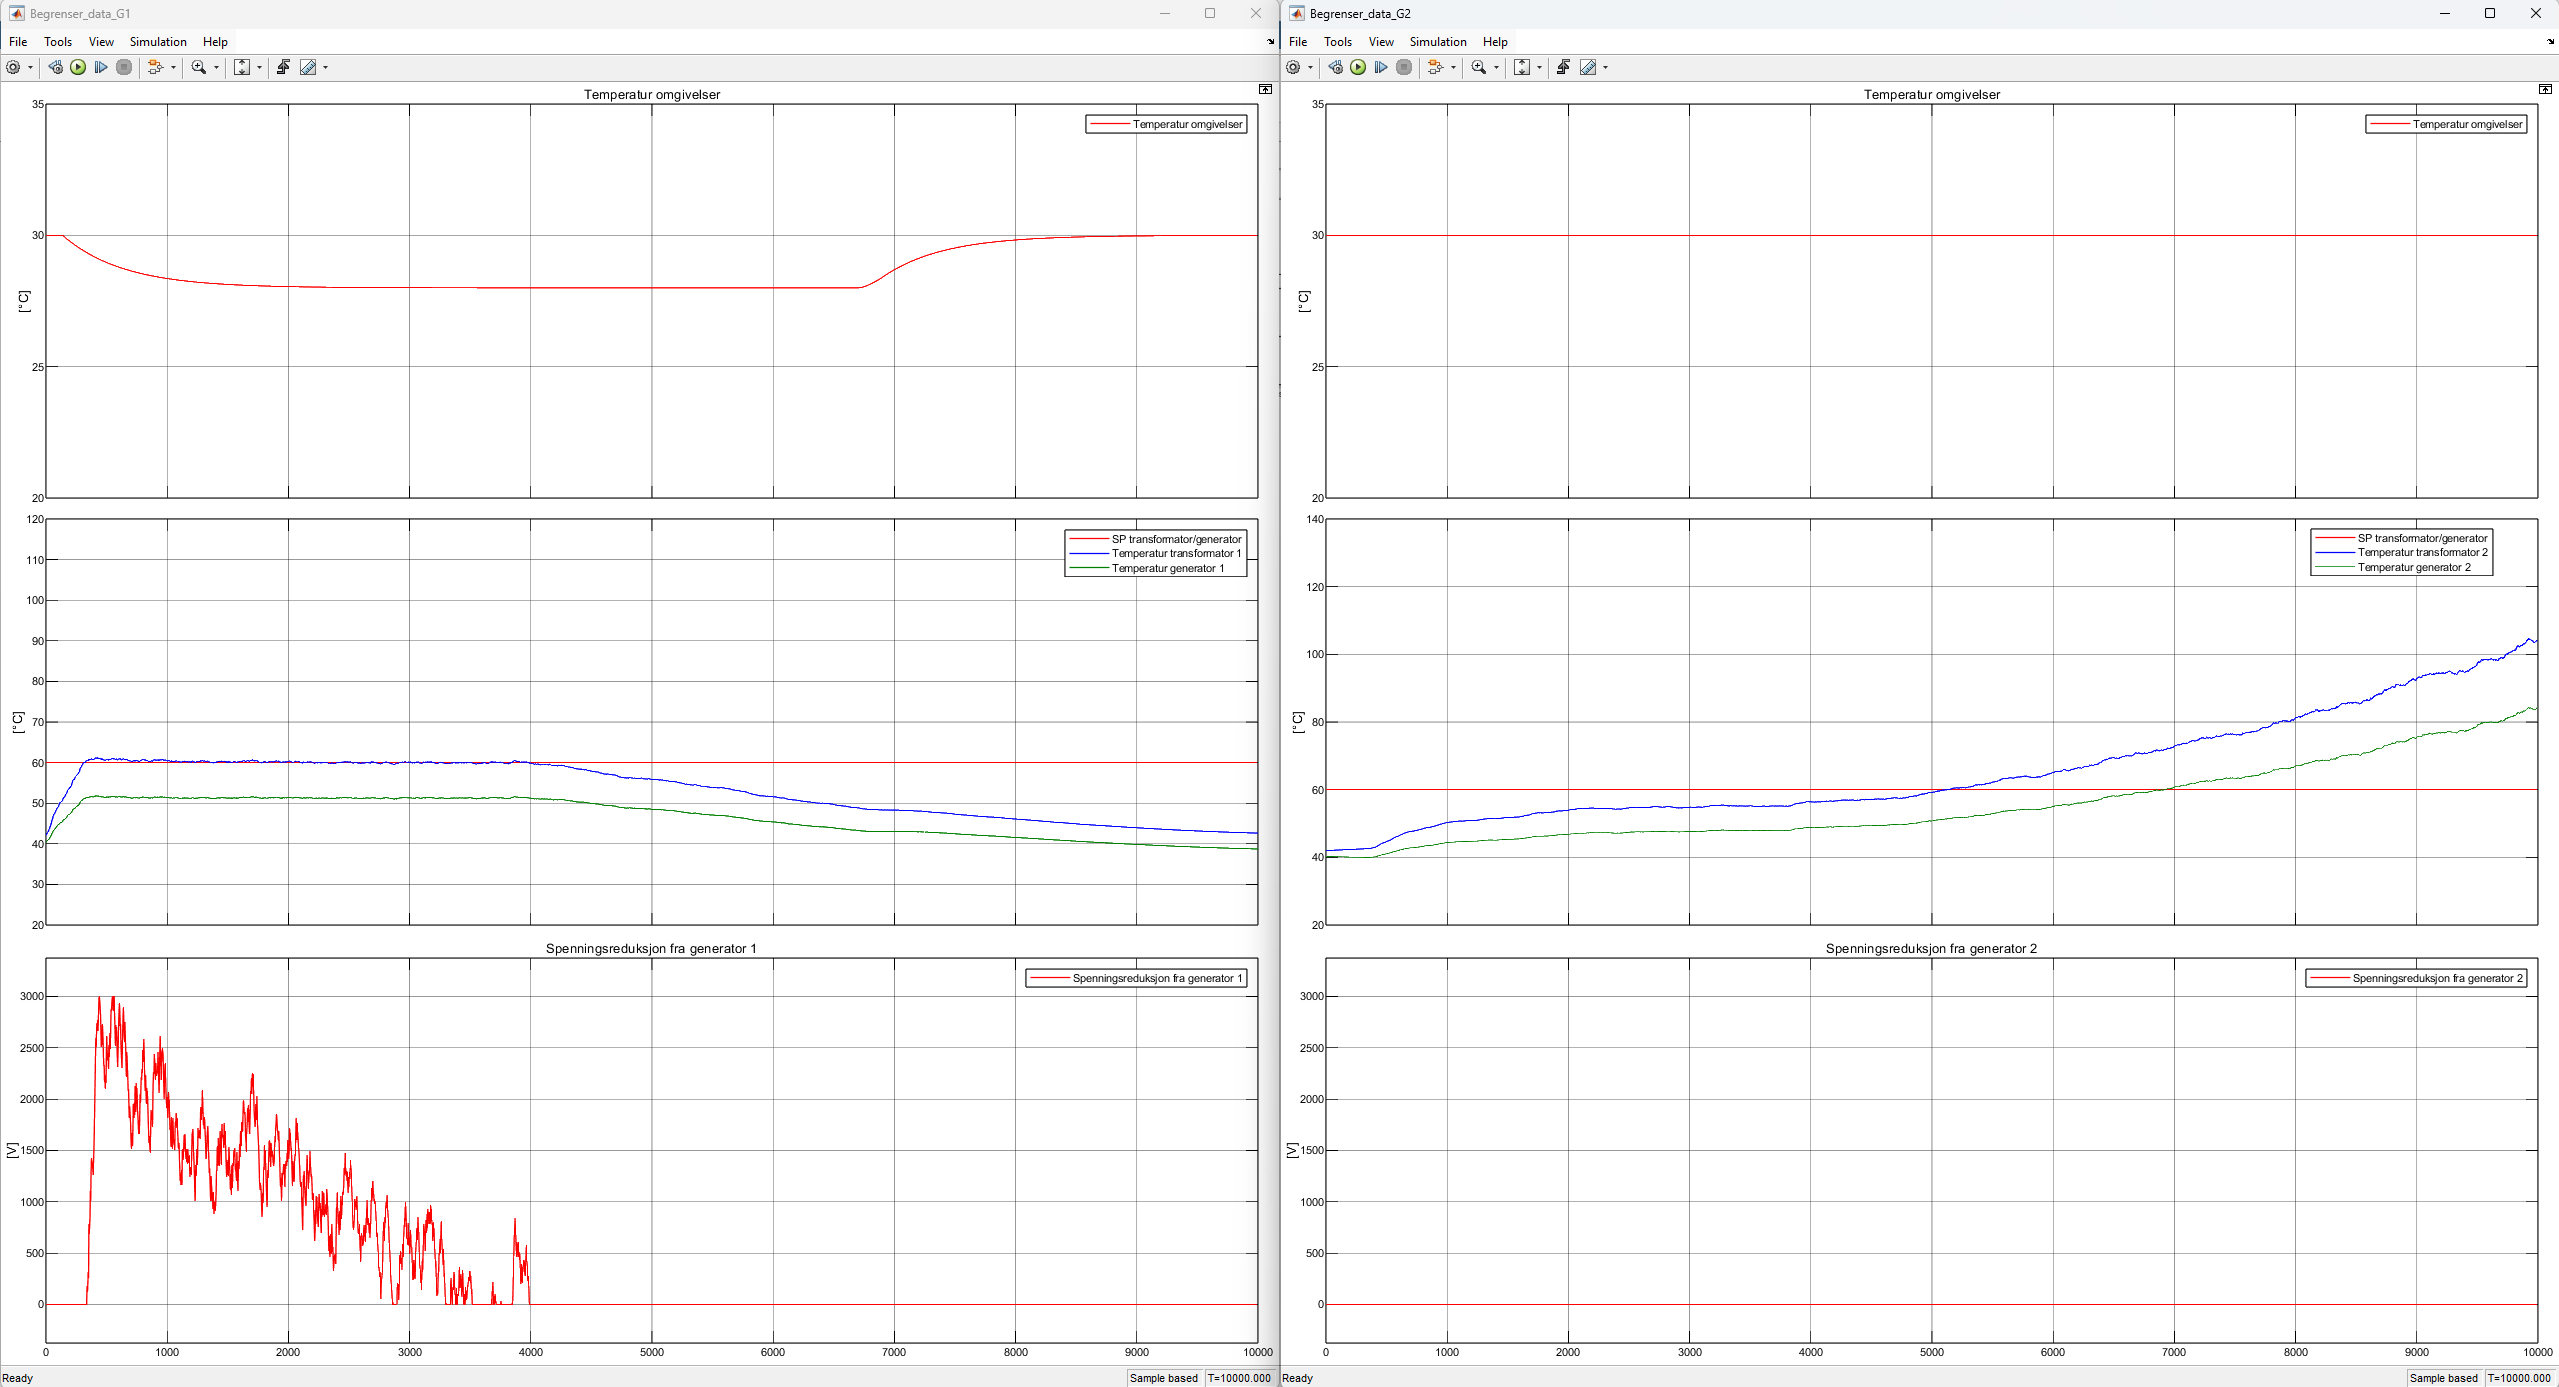 Begrenser_data_G1
File Tools View Simulation Help
Temperatur omgivelser
Temperatur omgivelser
35
30
25
20
[°C]
120
110
100
90
80
70
60
50
40
30
20
[°C]
SP transformator/generator
Temperatur transformator 1
Temperatur generator 1
Spenningsreduksjon fra generator 1
Spenningsreduksjon fra generator 1
3000
2500
2000
1500
1000
500
0
[V]
0 1000 2000 3000 4000 5000 6000 7000 8000 9000 10000
Ready Sample based T=10000.000
Begrenser_data_G2
File Tools View Simulation Help
Temperatur omgivelser
Temperatur omgivelser
35
30
25
20
[°C]
140
120
100
80
60
40
20
[°C]
SP transformator/generator
Temperatur transformator 2
Temperatur generator 2
Spenningsreduksjon fra generator 2
Spenningsreduksjon fra generator 2
3000
2500
2000
1500
1000
500
0
[V]
0 1000 2000 3000 4000 5000 6000 7000 8000 9000 10000
Ready Sample based T=10000.000